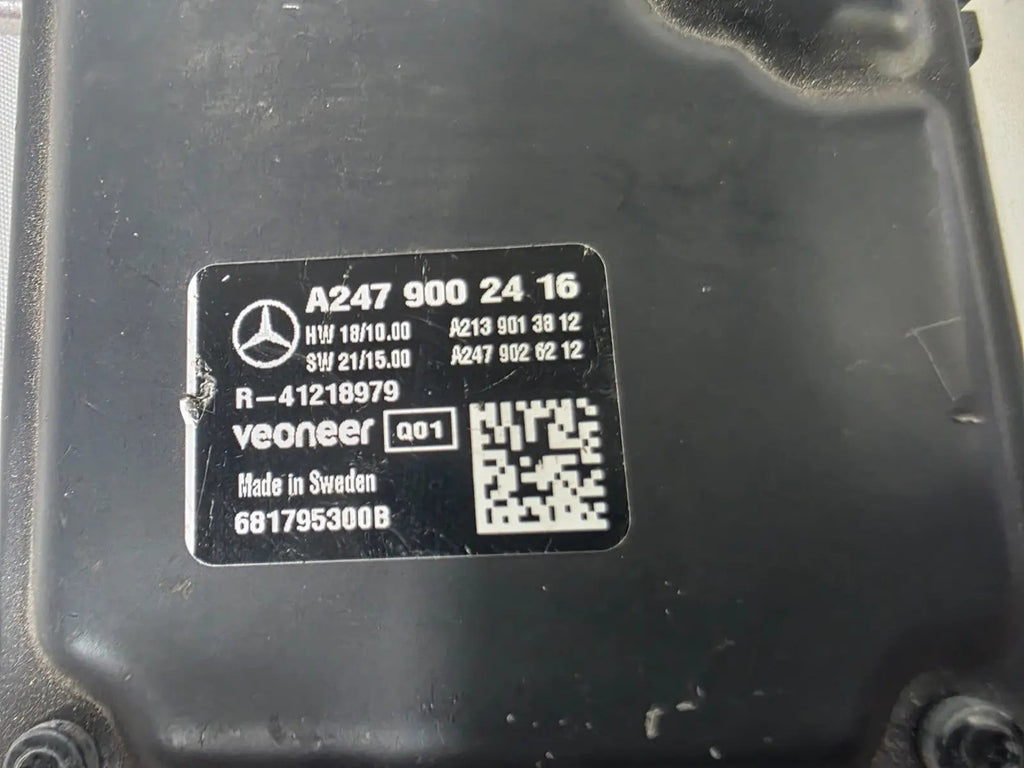 A247 900 24 16
HW 18/10.00 A213 901 38 12
SW 21/15.00 A247 902 62 12
R-41218979
veoneer Q01
Made in Sweden
681795300B